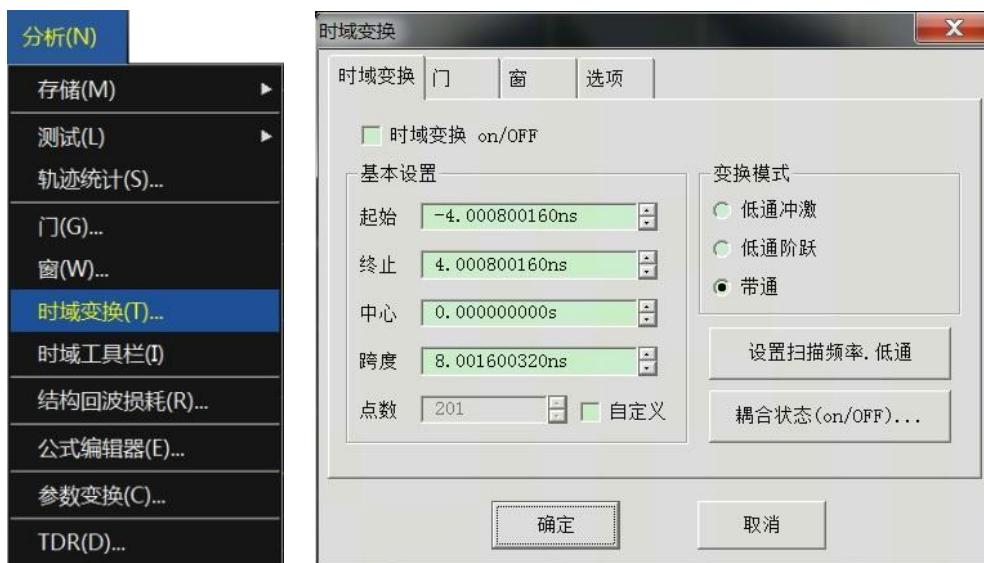 分析(N)
存储(M)
测试(L)
轨迹统计(S)...
门(G)...
窗(W)...
时域变换(T)...
时域工具栏(I)
结构回波损耗(R)...
公式编辑器(E)...
参数变换(C)...
TDR(D)...
时域变换
时域变换 门 窗 选项
时域变换 on/OFF
基本设置
起始 -4.000800160ns
终止 4.000800160ns
中心 0.000000000s
跨度 8.001600320ns
点数 201 自定义
变换模式
低通冲激
低通阶跃
带通
设置扫描频率.低通
耦合状态(on/OFF)...
确定 取消